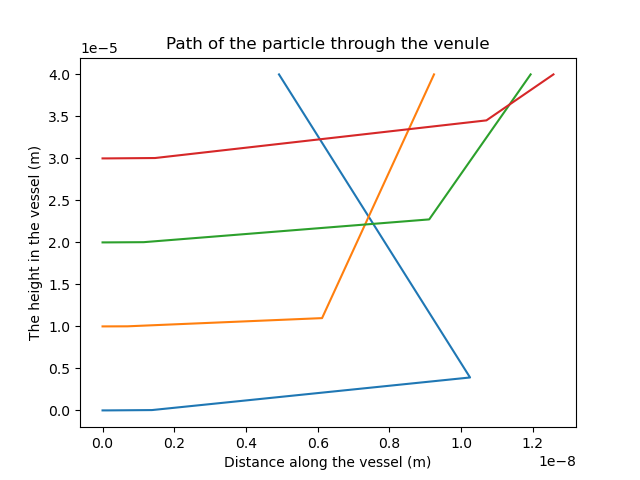 Path of the particle through the venule
1e−5
4.0
3.5
3.0
2.5
2.0
1.5
1.0
0.5
0.0
The height in the vessel (m)
0.0 0.2 0.4 0.6 0.8 1.0 1.2
1e−8
Distance along the vessel (m)